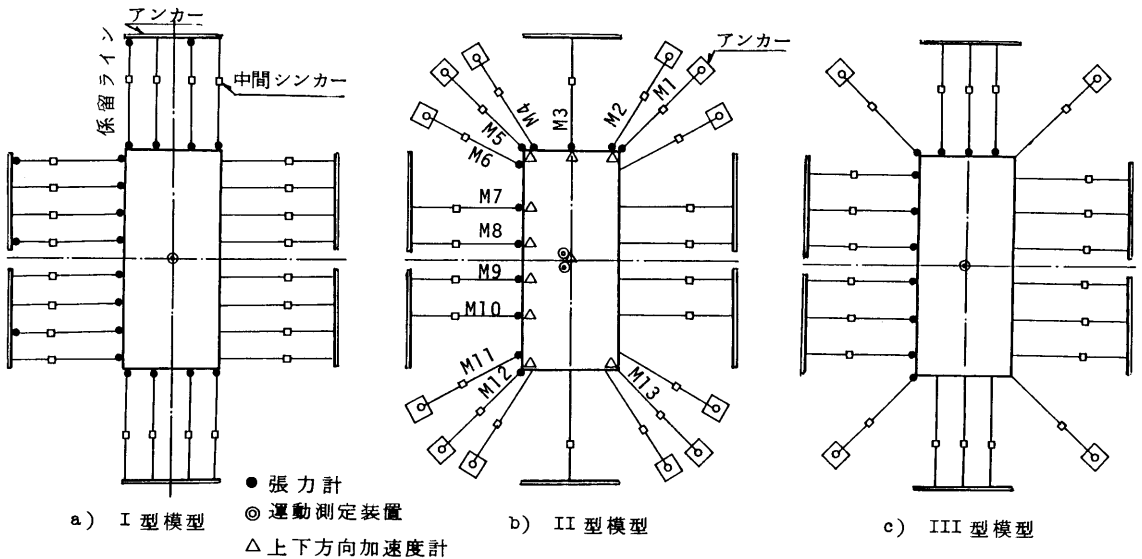 アンカー
係留ライン
中間シンカー
a) I 型模型
● 張力計
◎ 運動測定装置
△ 上下方向加速度計
アンカー
M1
M2
M3
M4
M5
M6
M7
M8
M9
M10
M11
M12
M13
b) II 型模型
c) III 型模型